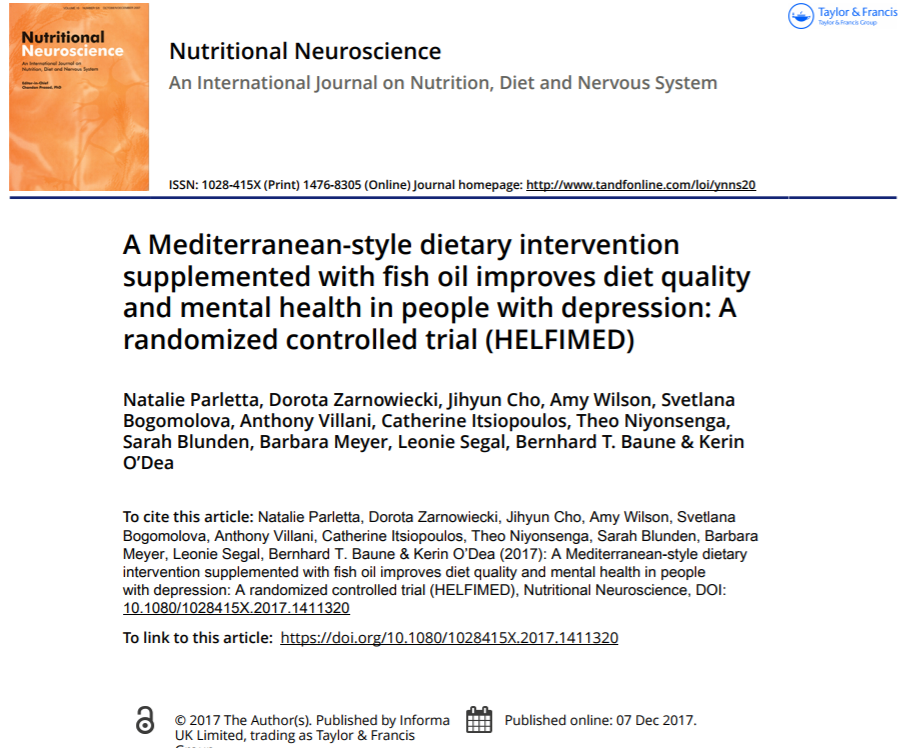 Nutritional
Neuroscience
An International Journal on
Nutrition, Diet and Nervous System
Editor-in-Chief
Chandan Prasad, PhD
Taylor & Francis
Taylor & Francis Group
Nutritional Neuroscience
An International Journal on Nutrition, Diet and Nervous System
ISSN: 1028-415X (Print) 1476-8305 (Online) Journal homepage: http://www.tandfonline.com/loi/ynns20
A Mediterranean-style dietary intervention
supplemented with fish oil improves diet quality
and mental health in people with depression: A
randomized controlled trial (HELFIMED)
Natalie Parletta, Dorota Zarnowiecki, Jihyun Cho, Amy Wilson, Svetlana
Bogomolova, Anthony Villani, Catherine Itsiopoulos, Theo Niyonsenga,
Sarah Blunden, Barbara Meyer, Leonie Segal, Bernhard T. Baune & Kerin
O'Dea
To cite this article: Natalie Parletta, Dorota Zarnowiecki, Jihyun Cho, Amy Wilson, Svetlana
Bogomolova, Anthony Villani, Catherine Itsiopoulos, Theo Niyonsenga, Sarah Blunden, Barbara
Meyer, Leonie Segal, Bernhard T. Baune & Kerin O'Dea (2017): A Mediterranean-style dietary
intervention supplemented with fish oil improves diet quality and mental health in people
with depression: A randomized controlled trial (HELFIMED), Nutritional Neuroscience, DOI:
10.1080/1028415X.2017.1411320
To link to this article: https://doi.org/10.1080/1028415X.2017.1411320
© 2017 The Author(s). Published by Informa
UK Limited, trading as Taylor & Francis
Published online: 07 Dec 2017.